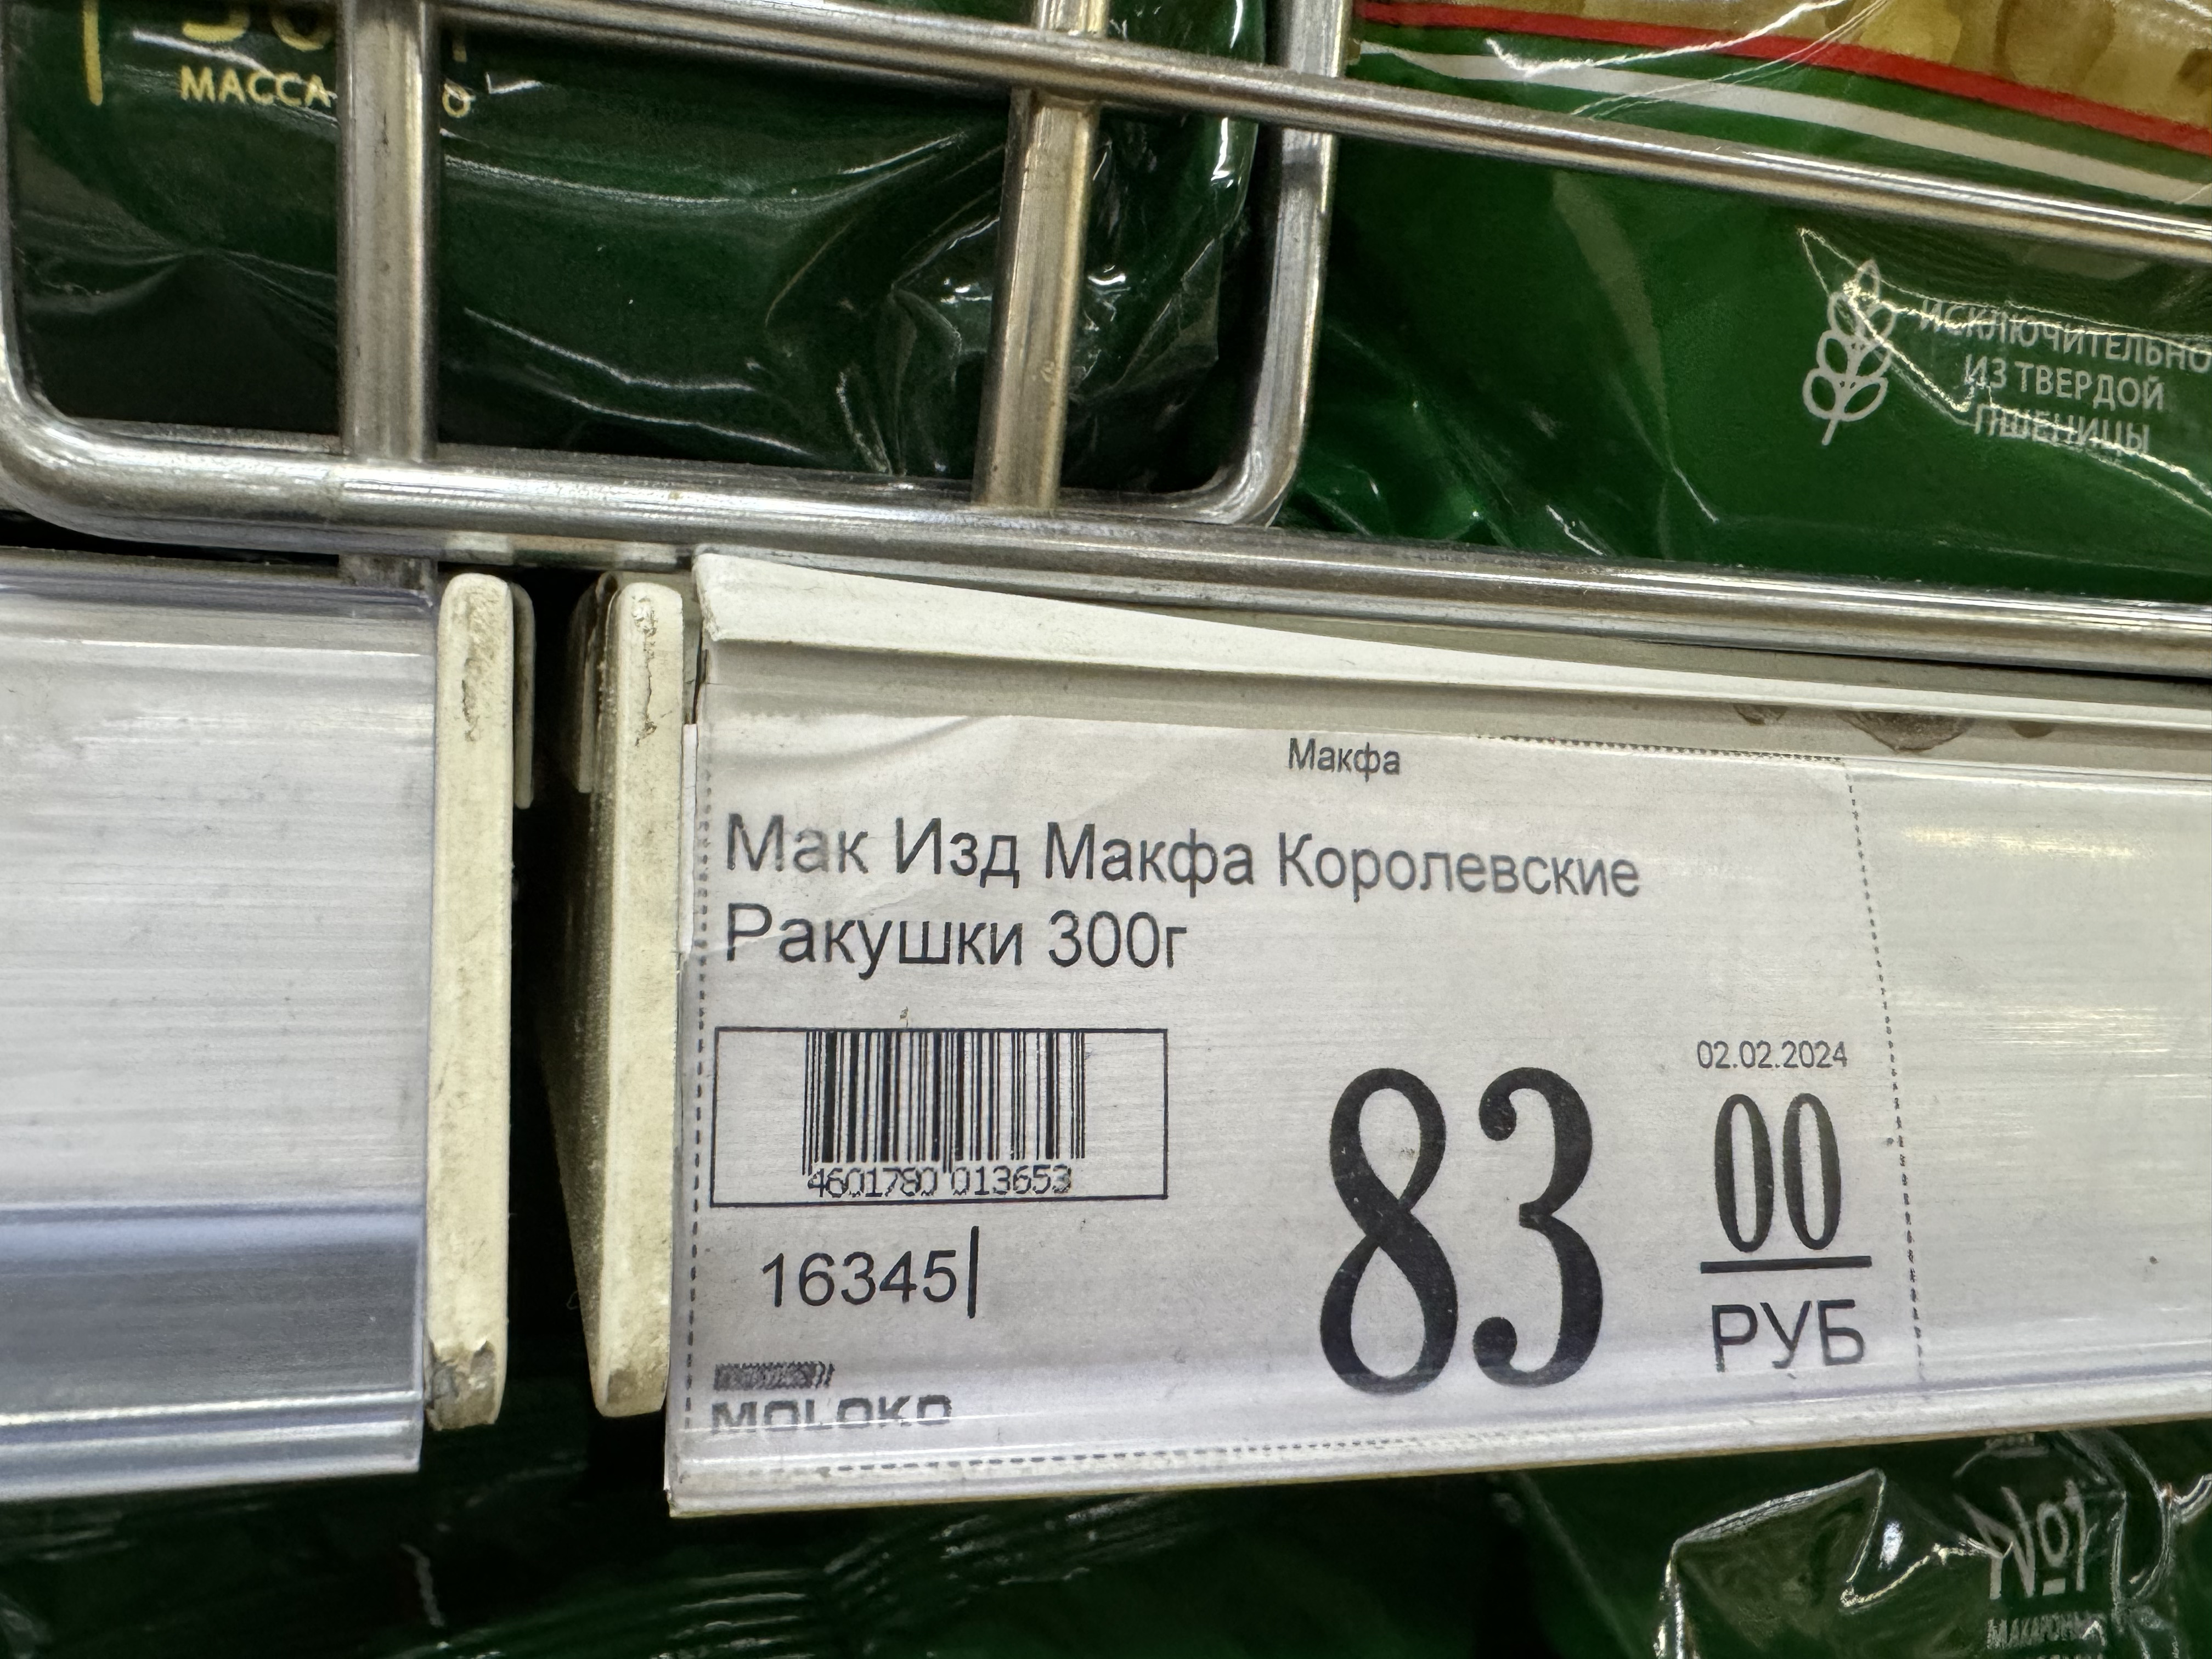 МАССА
ИСКЛЮЧИТЕЛЬНО
ИЗ ТВЕРДОЙ
ПШЕНИЦЫ
Макфа
Мак Изд Макфа Королевские
Ракушки 300г
4601780 013653
16345|
02.02.2024
83 00
РУБ
MOLOKO
№1
МАКАРОННЫЕ